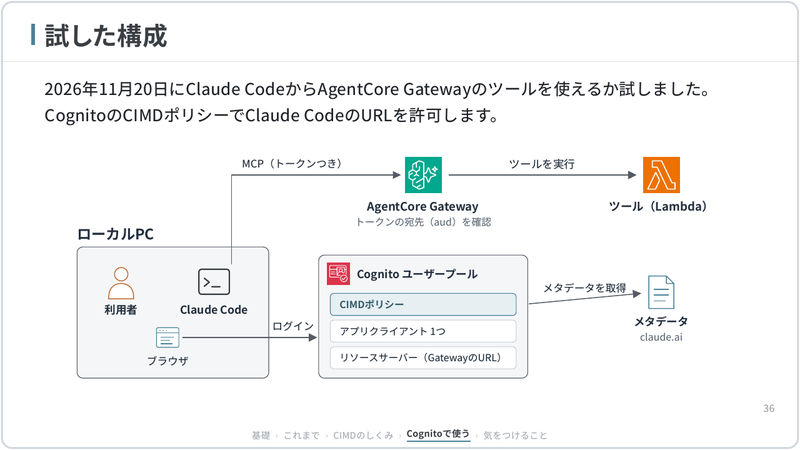 試した構成
2026年11月20日にClaude CodeからAgentCore Gatewayのツールを使えるか試しました。
CognitoのCIMDポリシーでClaude CodeのURLを許可します。
MCP（トークンつき）
ツールを実行
AgentCore Gateway
トークンの宛先（aud）を確認
ツール（Lambda）
ローカルPC
利用者
Claude Code
ブラウザ
ログイン
Cognito ユーザープール
CIMDポリシー
アプリクライアント 1つ
リソースサーバー（GatewayのURL）
メタデータを取得
メタデータ
claude.ai
36
基礎 › これまで › CIMDのしくみ › Cognitoで使う › 気をつけること